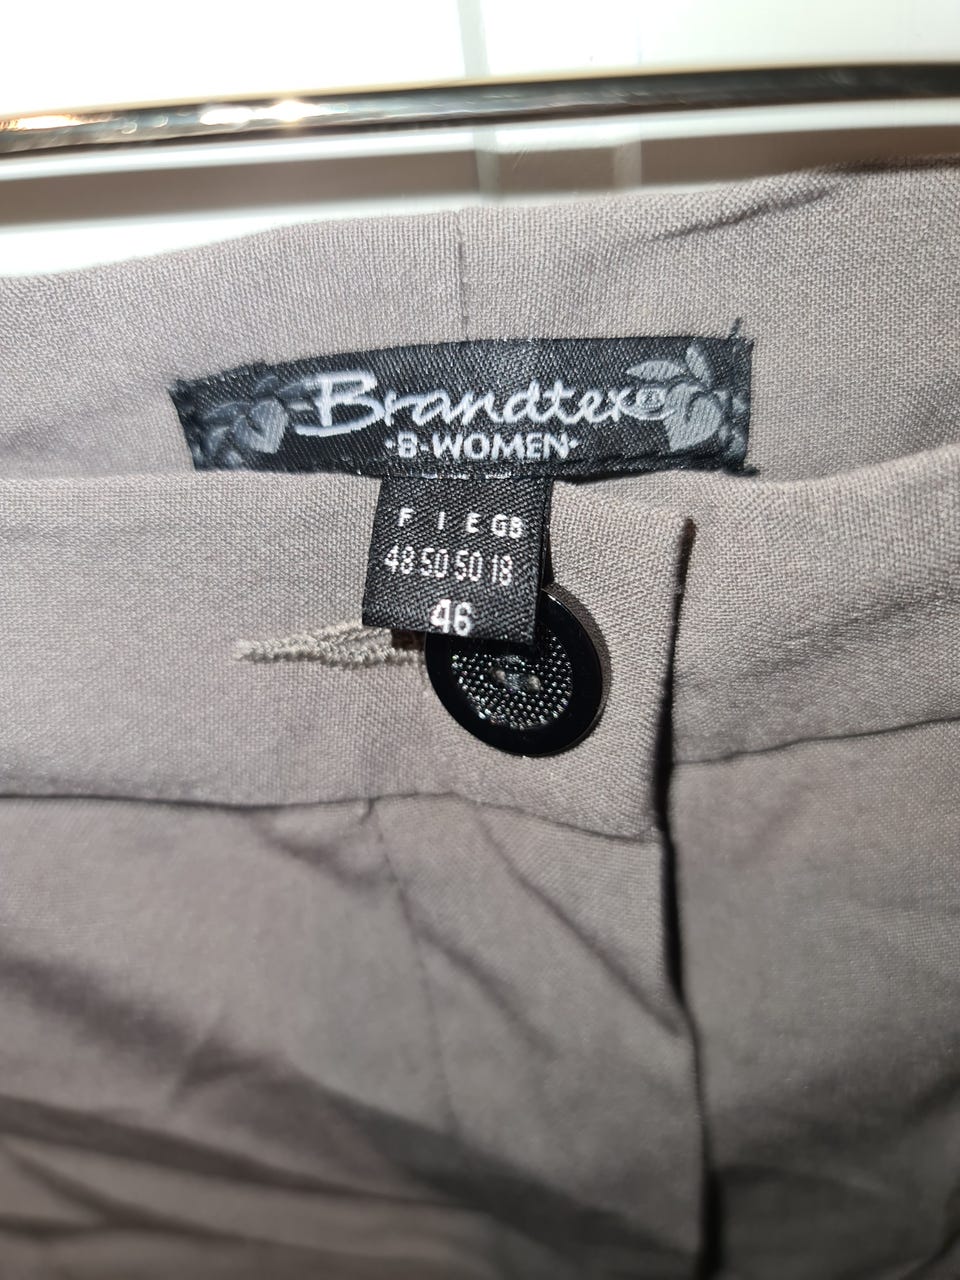 Brandtex
·B-WOMEN·
F I E GB
48 50 50 18
46